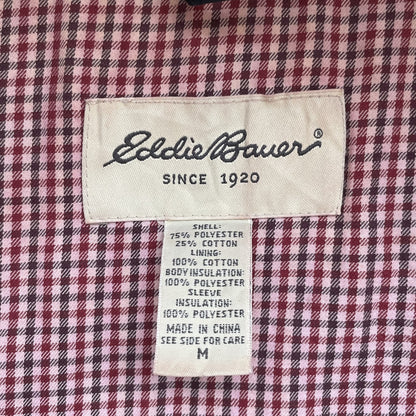 Eddie Bauer®
SINCE 1920
SHELL:
75% POLYESTER
25% COTTON
LINING:
100% COTTON
BODY INSULATION:
100% POLYESTER
SLEEVE
INSULATION:
100% POLYESTER
MADE IN CHINA
SEE SIDE FOR CARE
M